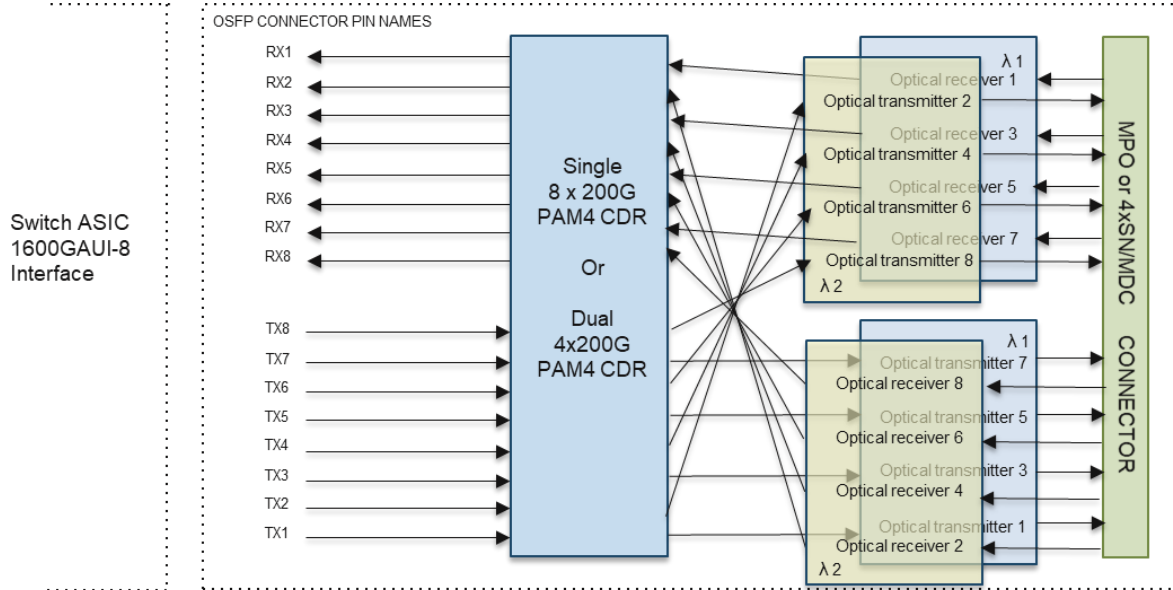 OSFP CONNECTOR PIN NAMES
RX1
RX2
RX3
RX4
RX5
RX6
RX7
RX8
TX8
TX7
TX6
TX5
TX4
TX3
TX2
TX1
Switch ASIC
1600GAUI-8
Interface
Single
8 x 200G
PAM4 CDR
Or
Dual
4x200G
PAM4 CDR
λ 1
Optical receiver 1
Optical transmitter 2
Optical receiver 3
Optical transmitter 4
Optical receiver 5
Optical transmitter 6
Optical receiver 7
Optical transmitter 8
λ 2
λ 1
Optical transmitter 7
Optical receiver 8
Optical transmitter 5
Optical receiver 6
Optical transmitter 3
Optical receiver 4
Optical transmitter 1
Optical receiver 2
λ 2
MPO or 4xSN/MDC CONNECTOR